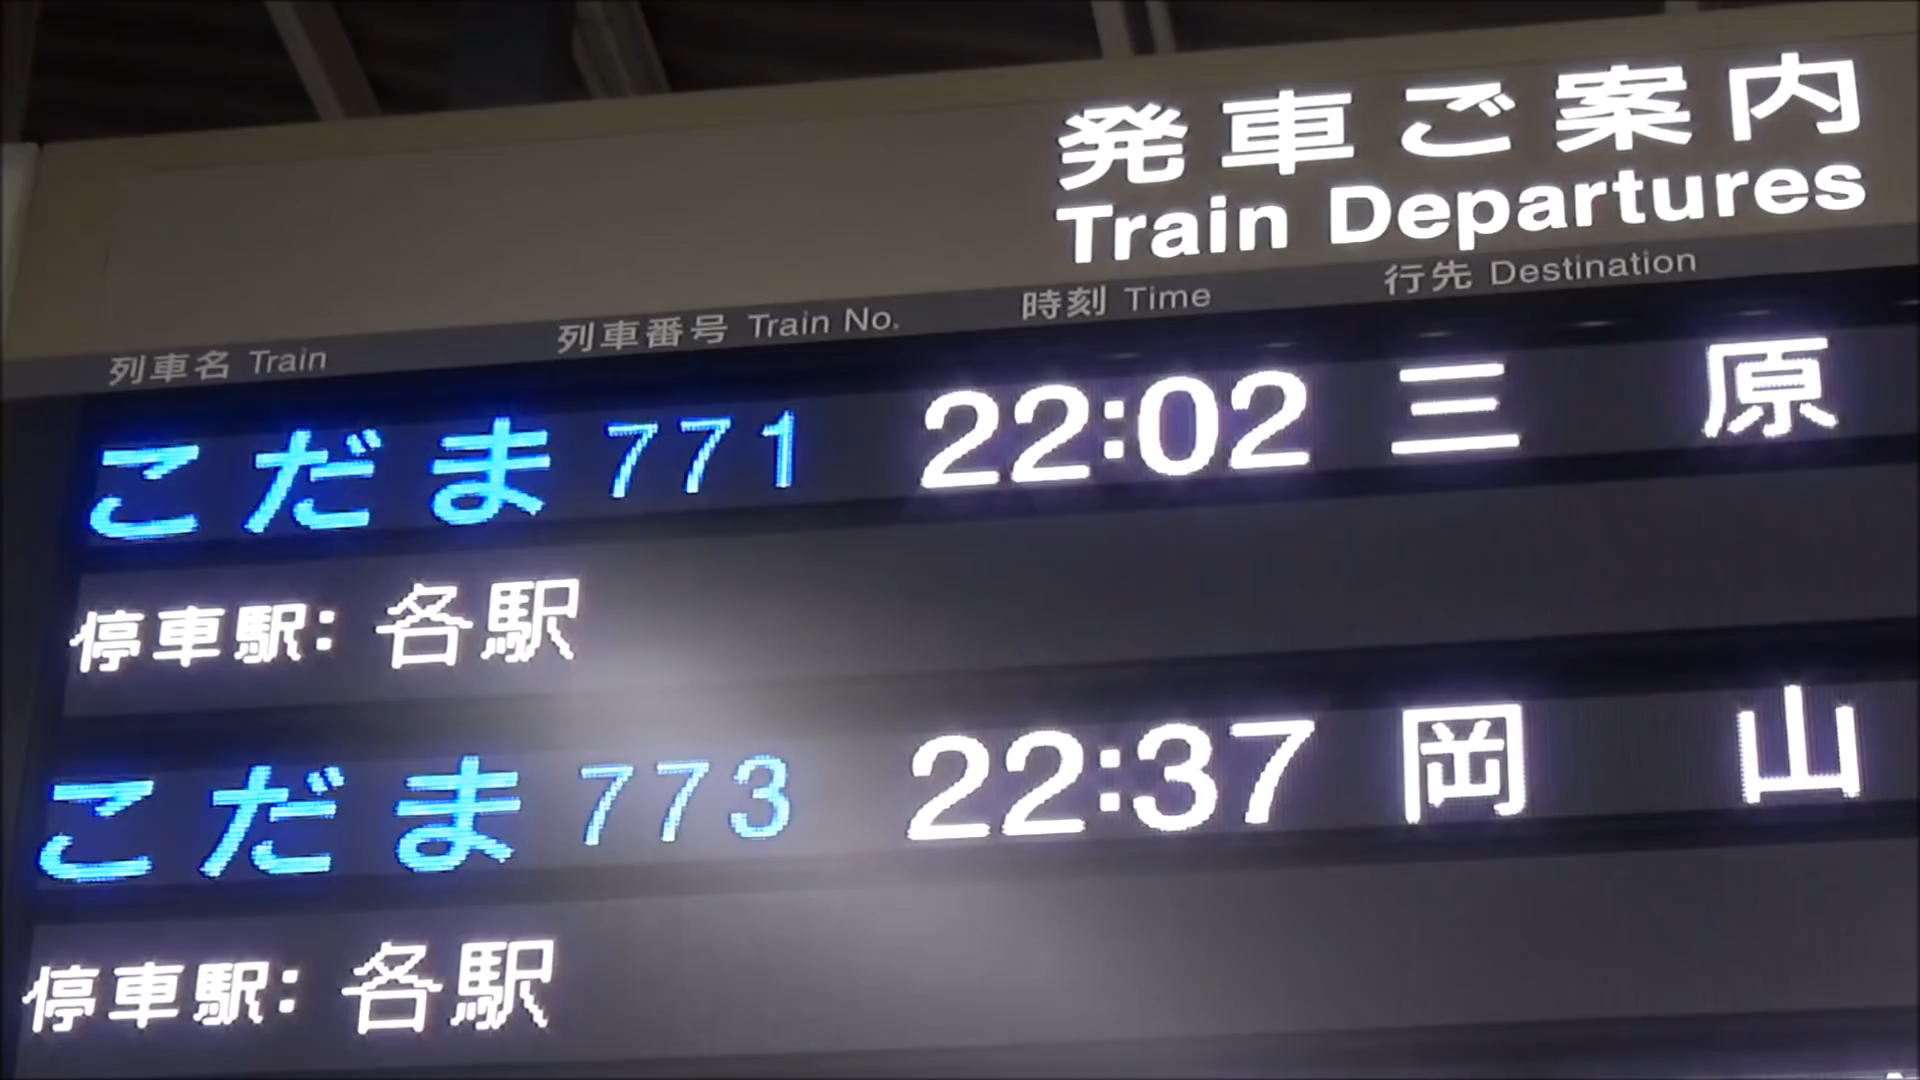 発車ご案内
Train Departures
列車名 Train 列車番号 Train No. 時刻 Time 行先 Destination
こだま 771 22:02 三原
停車駅: 各駅
こだま 773 22:37 岡山
停車駅: 各駅